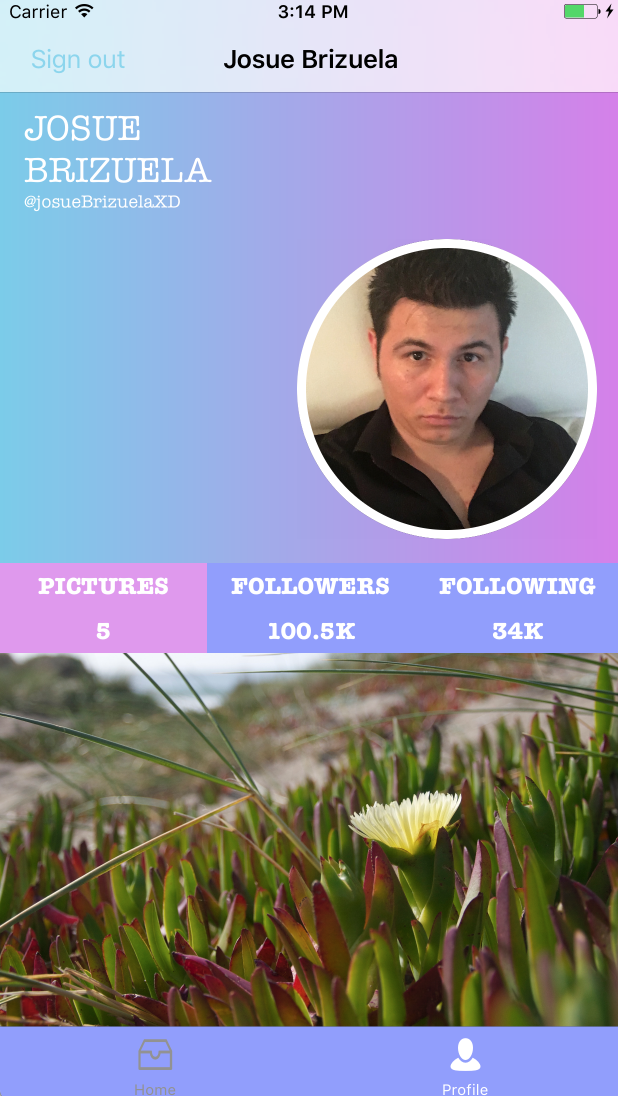 Carrier 3:14 PM
Sign out Josue Brizuela
JOSUE
BRIZUELA
@josueBrizuelaXD
PICTURES FOLLOWERS FOLLOWING
5 100.5K 34K
Home Profile